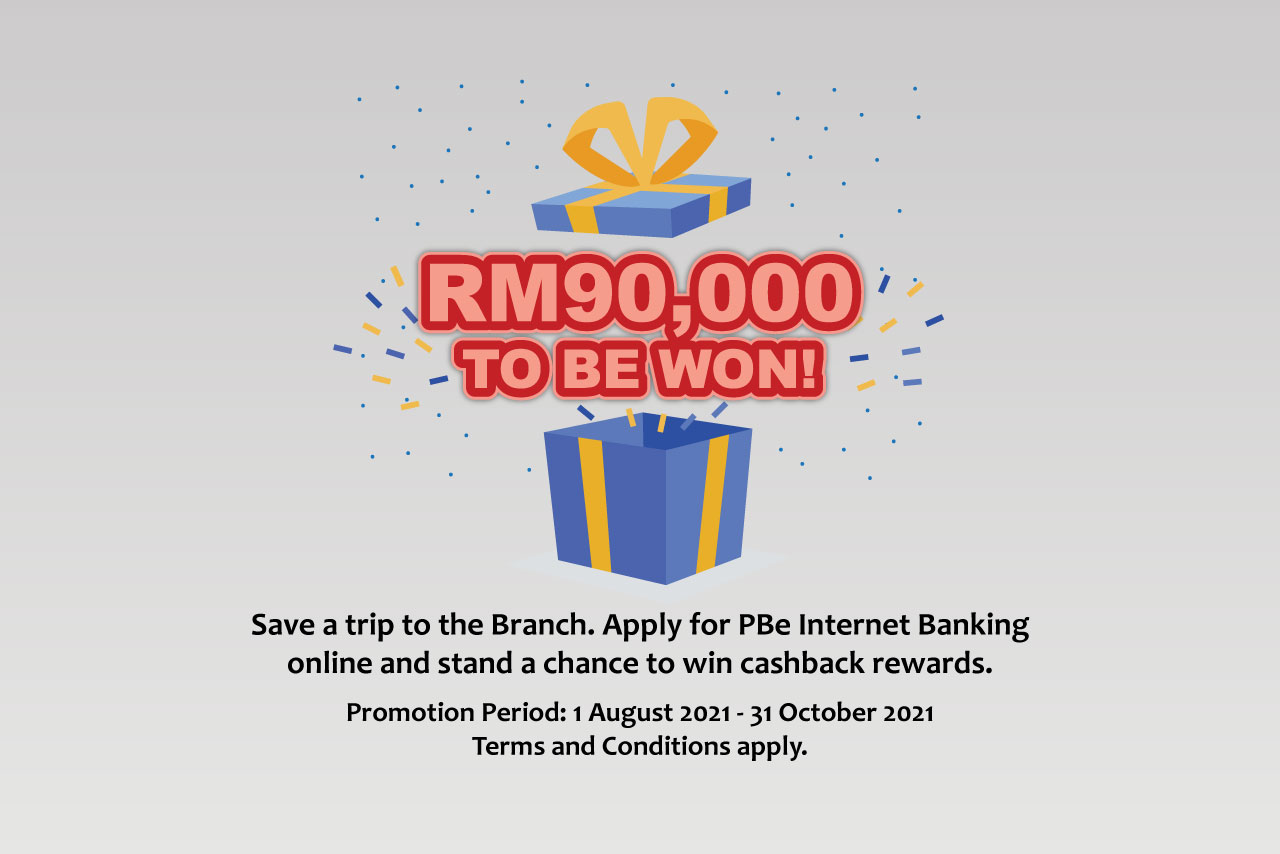 RM90,000
TO BE WON!
Save a trip to the Branch. Apply for PBe Internet Banking
online and stand a chance to win cashback rewards.
Promotion Period: 1 August 2021 - 31 October 2021
Terms and Conditions apply.